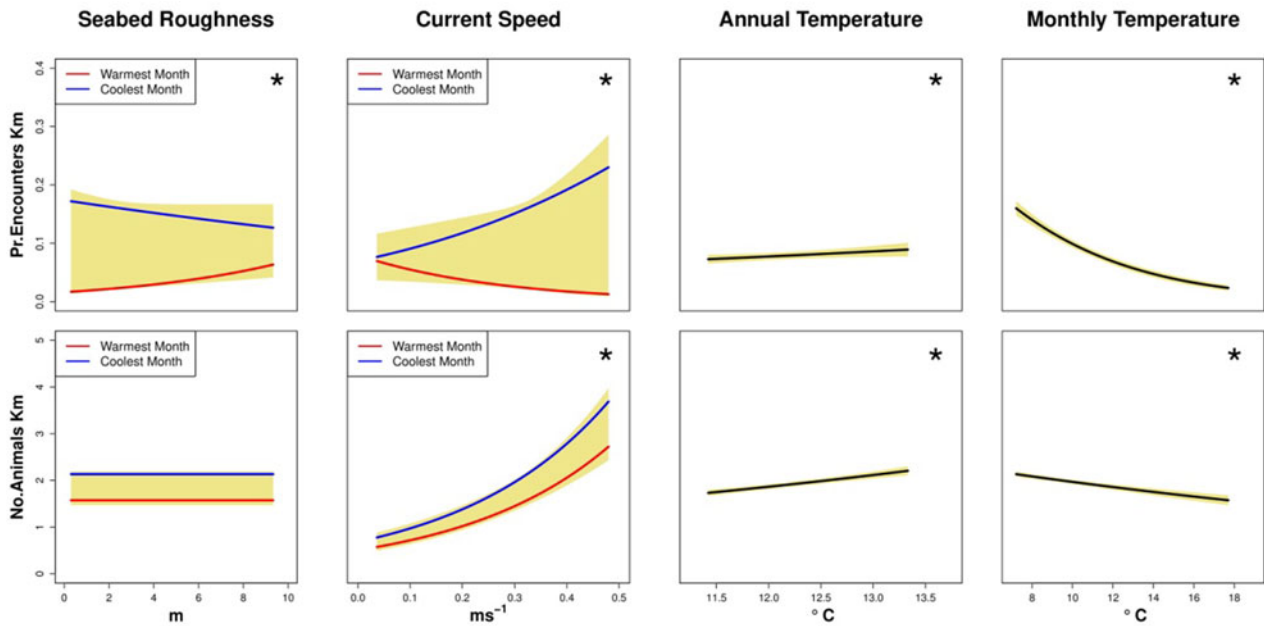 Seabed Roughness
Current Speed
Annual Temperature
Monthly Temperature
Pr.Encounters Km
0.4
0.3
0.2
0.1
0.0
Warmest Month
Coolest Month
*
Warmest Month
Coolest Month
*
*
*
No.Animals Km
5
4
3
2
1
0
Warmest Month
Coolest Month
Warmest Month
Coolest Month
*
*
*
0 2 4 6 8 10
0.0 0.1 0.2 0.3 0.4 0.5
11.5 12.0 12.5 13.0 13.5
8 10 12 14 16 18
m
ms⁻¹
° C
° C